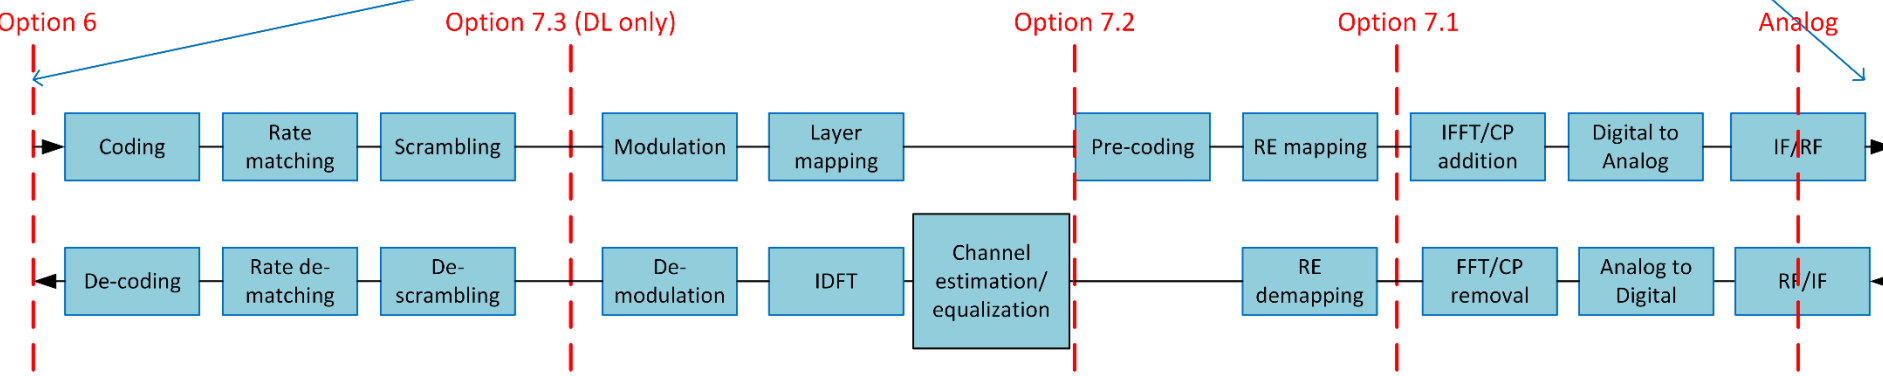 Option 6
Option 7.3 (DL only)
Option 7.2
Option 7.1
Analog
Coding
Rate
matching
Scrambling
Modulation
Layer
mapping
Pre-coding
RE mapping
IFFT/CP
addition
Digital to
Analog
IF/RF
De-coding
Rate de-
matching
De-
scrambling
De-
modulation
IDFT
Channel
estimation/
equalization
RE
demapping
FFT/CP
removal
Analog to
Digital
RF/IF